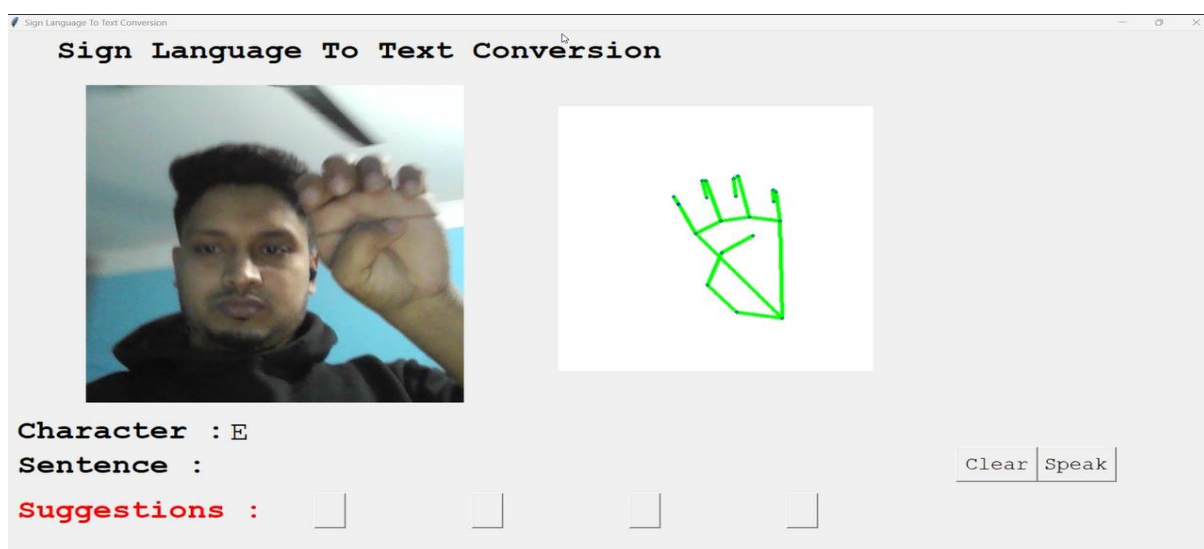 Sign Language To Text Conversion
Sign Language To Text Conversion
Character : E
Sentence :
Clear Speak
Suggestions :